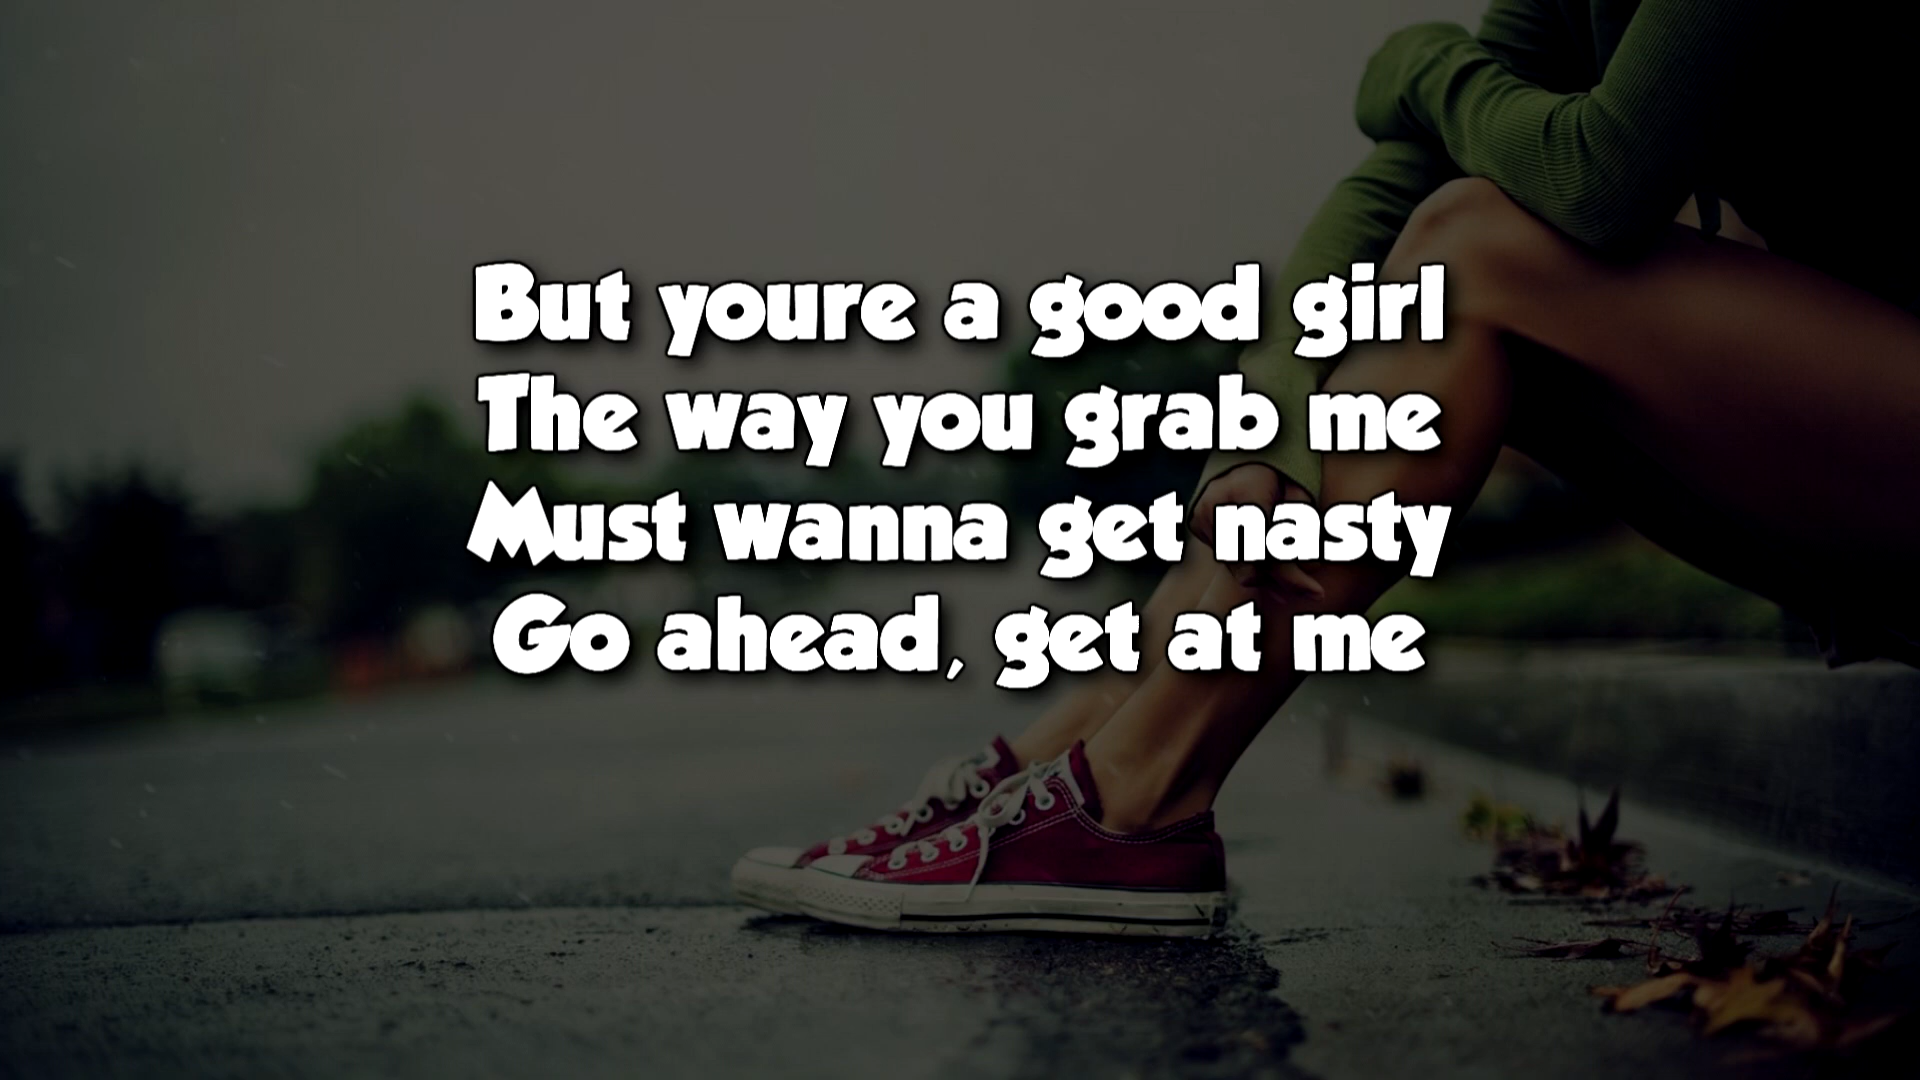 But youre a good girl
The way you grab me
Must wanna get nasty
Go ahead, get at me